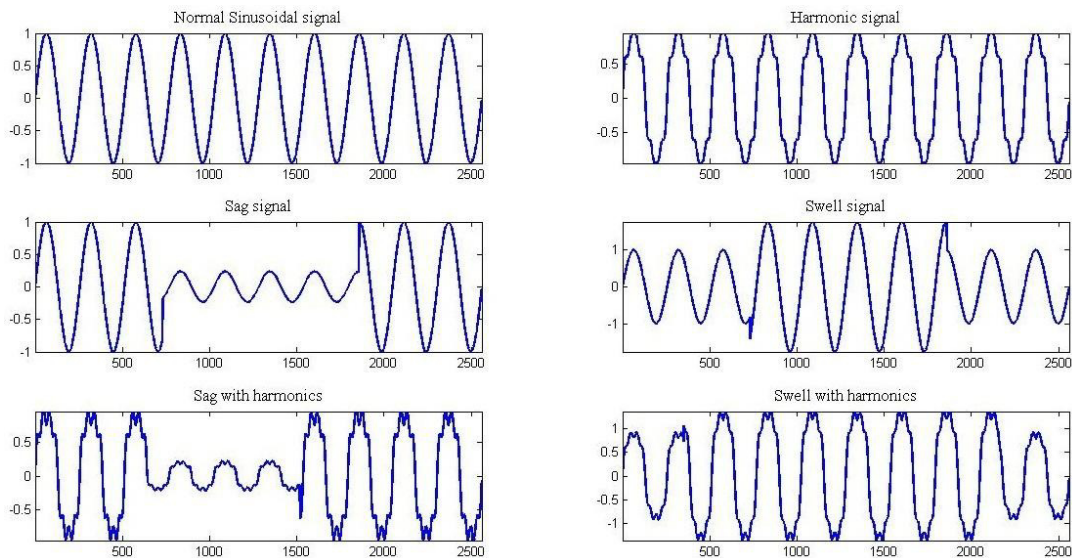 Normal Sinusoidal signal
1
0.5
0
-0.5
-1
500 1000 1500 2000 2500
Harmonic signal
0.5
0
-0.5
500 1000 1500 2000 2500
Sag signal
1
0.5
0
-0.5
-1
500 1000 1500 2000 2500
Swell signal
1
0
-1
500 1000 1500 2000 2500
Sag with harmonics
0.5
0
-0.5
500 1000 1500 2000 2500
Swell with harmonics
1
0.5
0
-0.5
-1
500 1000 1500 2000 2500